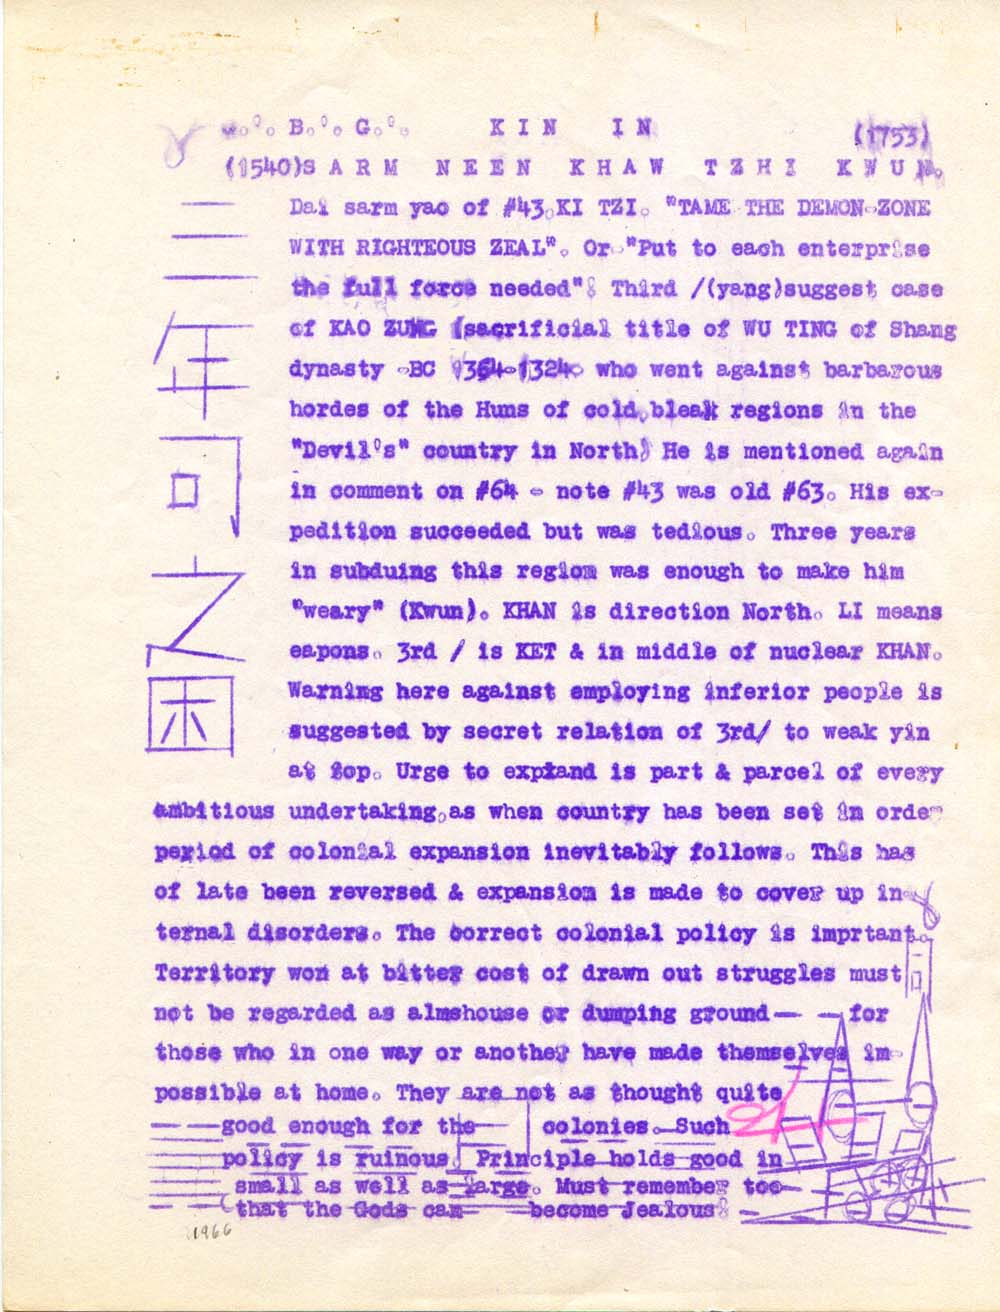 W.°. B.°. G.°. KIN IN (1753)
(1540)SARM NEEN KHAW TZHI KWUN.
三年可之困
Dai sarm yao of #43.KI TZI. "TAME THE DEMON-ZONE
WITH RIGHTEOUS ZEAL". Or "Put to each enterprise
the full force needed"! Third /(yang)suggest case
of KAO ZUNG (sacrificial title of WU TING of Shang
dynasty -BC 1364-1324- who went against barbarous
hordes of the Huns of cold,bleak regions in the
"Devil's" country in North) He is mentioned again
in comment on #64 - note #43 was old #63. His ex-
pedition succeeded but was tedious. Three years
in subduing this region was enough to make him
"weary" (Kwun). KHAN is direction North. LI means
eapons. 3rd / is KET & in middle of nuclear KHAN.
Warning here against employing inferior people is
suggested by secret relation of 3rd/ to weak yin
at top. Urge to expxand is part & parcel of every
ambitious undertaking,as when country has been set in order
period of colonial expansion inevitably follows. This has
of late been reversed & expansion is made to cover up in-
ternal disorders. The correct colonial policy is imprtant.
Territory won at bitter cost of drawn out struggles must
not be regarded as almshouse or dumping ground— —for
those who in one way or another have made themselves im-
possible at home. They are not as thought quite
— —good enough for the— colonies. Such
policy is ruinous! Principle holds good in
small as well as large. Must remember too—
(that the Gods can become Jealous!
1966